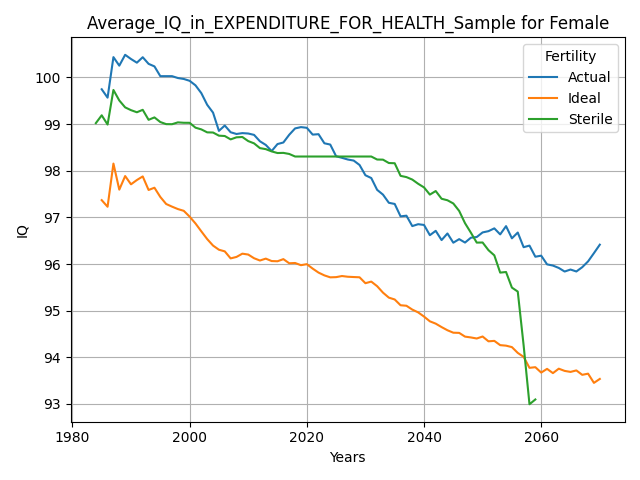 Average_IQ_in_EXPENDITURE_FOR_HEALTH_Sample for Female
Fertility
Actual
Ideal
Sterile
IQ
100
99
98
97
96
95
94
93
1980
2000
2020
2040
2060
Years